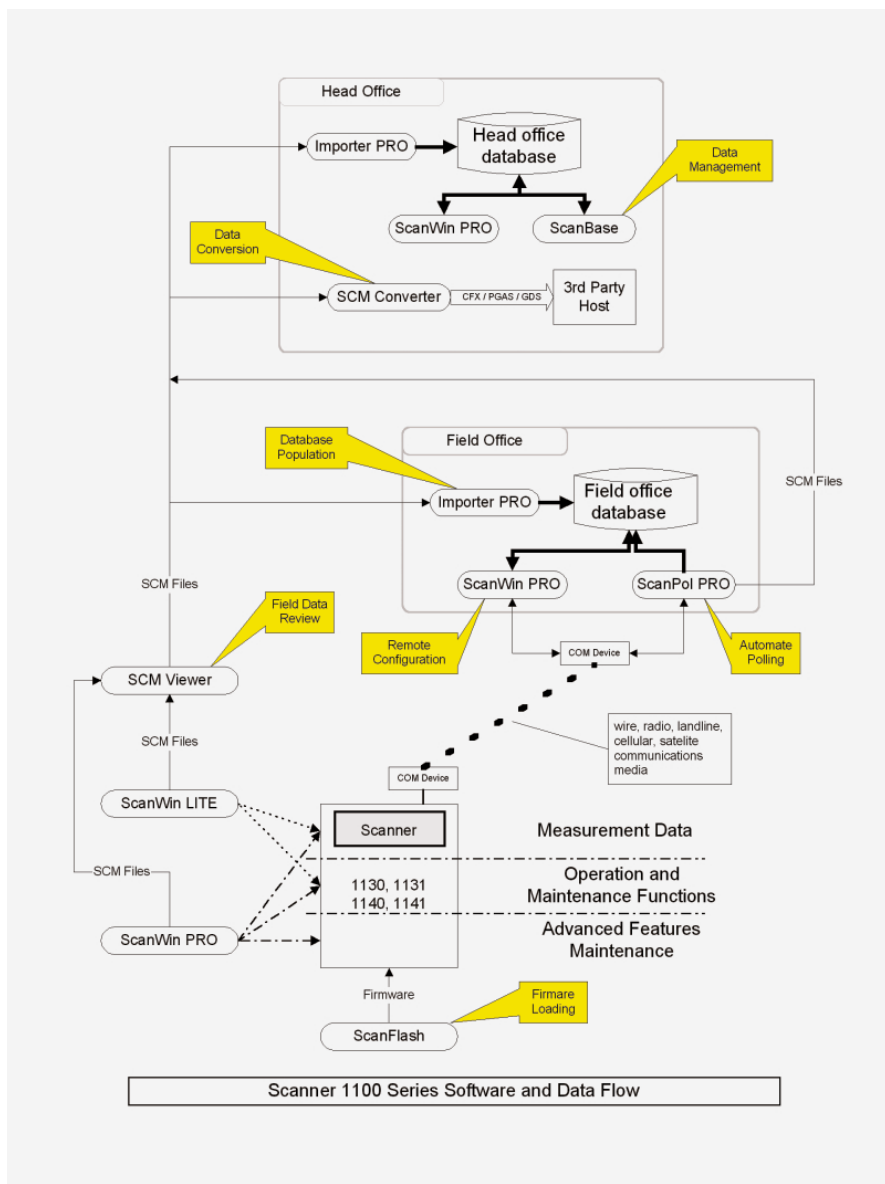 Head Office
Importer PRO
Head office
database
Data
Management
ScanWin PRO
ScanBase
Data
Conversion
SCM Converter
CFX / PGAS / GDS
3rd Party
Host
Field Office
Database
Population
Importer PRO
Field office
database
SCM Files
ScanWin PRO
ScanPol PRO
SCM Files
Field Data
Review
Remote
Configuration
COM Device
Automate
Polling
SCM Viewer
SCM Files
wire, radio, landline,
cellular, satelite
communications
media
COM Device
ScanWin LITE
Scanner
Measurement Data
SCM Files
1130, 1131
1140, 1141
Operation and
Maintenance Functions
ScanWin PRO
Advanced Features
Maintenance
Firmware
Firmare
Loading
ScanFlash
Scanner 1100 Series Software and Data Flow